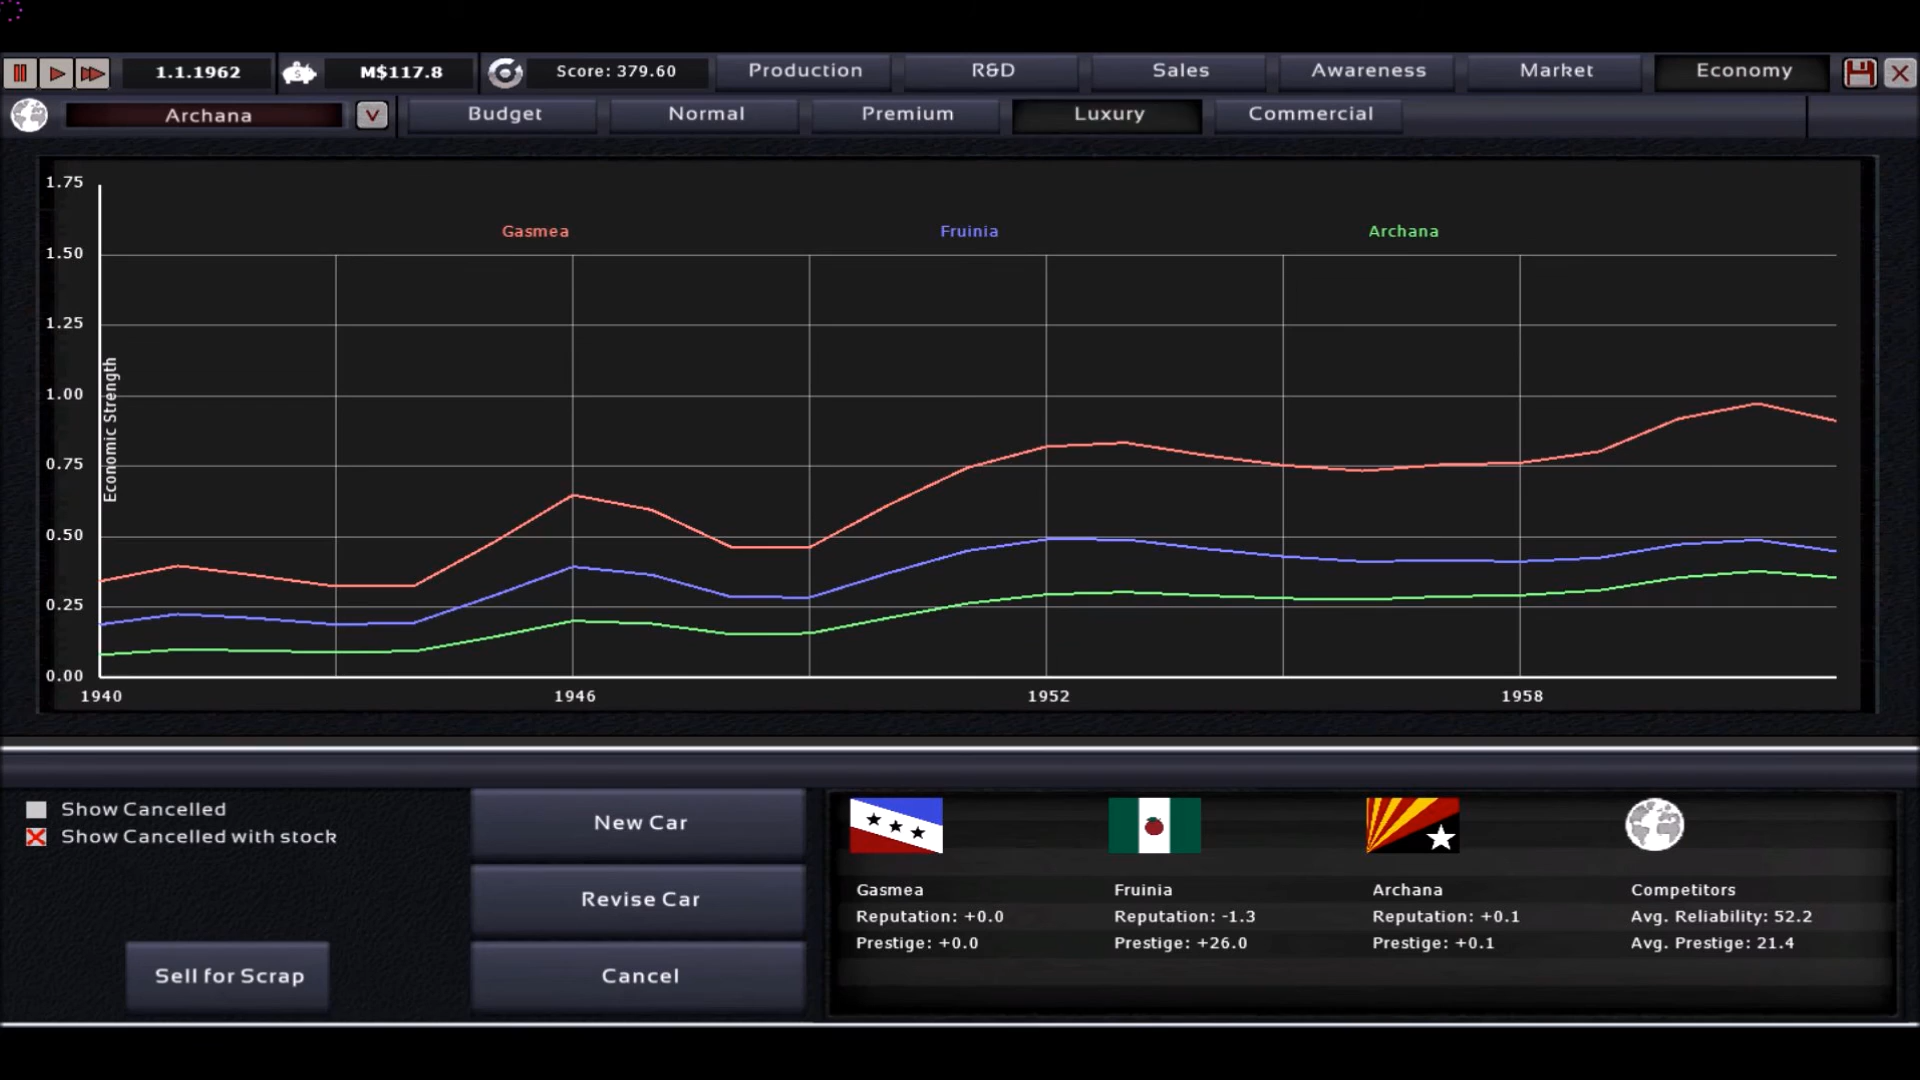 1.1.1962
M$117.8
Score: 379.60
Production
R&D
Sales
Awareness
Market
Economy
Archana
V
Budget
Normal
Premium
Luxury
Commercial
1.75
Gasmea
Fruinia
Archana
1.50
1.25
1.00
0.75
0.50
0.25
0.00
Economic Strength
1940
1946
1952
1958
Show Cancelled
Show Cancelled with stock
Sell for Scrap
New Car
Revise Car
Cancel
Gasmea
Reputation: +0.0
Prestige: +0.0
Fruinia
Reputation: -1.3
Prestige: +26.0
Archana
Reputation: +0.1
Prestige: +0.1
Competitors
Avg. Reliability: 52.2
Avg. Prestige: 21.4